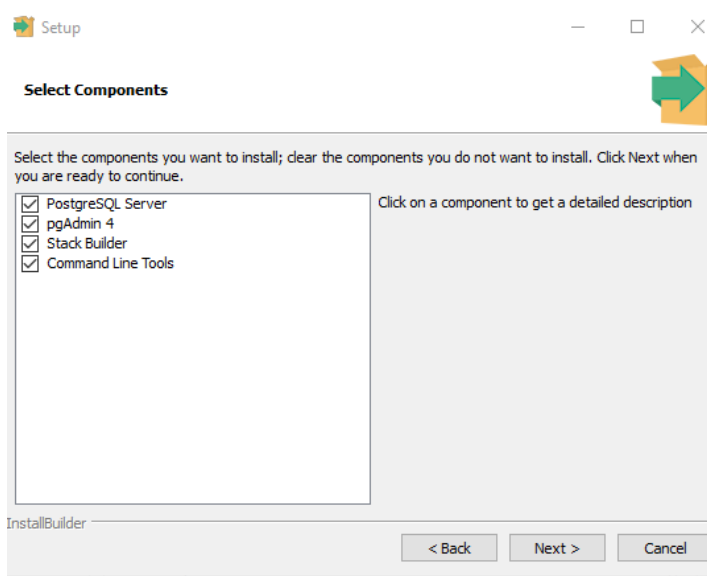 Setup
Select Components
Select the components you want to install; clear the components you do not want to install. Click Next when
you are ready to continue.
PostgreSQL Server
pgAdmin 4
Stack Builder
Command Line Tools
Click on a component to get a detailed description
InstallBuilder
< Back
Next >
Cancel